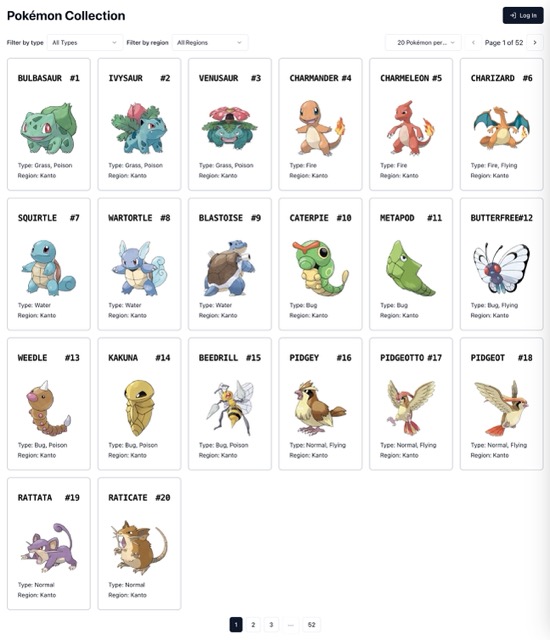 Pokémon Collection
Log In
Filter by type All Types Filter by region All Regions 20 Pokémon per... Page 1 of 52
BULBASAUR #1
Type: Grass, Poison
Region: Kanto
IVYSAUR #2
Type: Grass, Poison
Region: Kanto
VENUSAUR #3
Type: Grass, Poison
Region: Kanto
CHARMANDER #4
Type: Fire
Region: Kanto
CHARMELEON #5
Type: Fire
Region: Kanto
CHARIZARD #6
Type: Fire, Flying
Region: Kanto
SQUIRTLE #7
Type: Water
Region: Kanto
WARTORTLE #8
Type: Water
Region: Kanto
BLASTOISE #9
Type: Water
Region: Kanto
CATERPIE #10
Type: Bug
Region: Kanto
METAPOD #11
Type: Bug
Region: Kanto
BUTTERFREE#12
Type: Bug, Flying
Region: Kanto
WEEDLE #13
Type: Bug, Poison
Region: Kanto
KAKUNA #14
Type: Bug, Poison
Region: Kanto
BEEDRILL #15
Type: Bug, Poison
Region: Kanto
PIDGEY #16
Type: Normal, Flying
Region: Kanto
PIDGEOTTO #17
Type: Normal, Flying
Region: Kanto
PIDGEOT #18
Type: Normal, Flying
Region: Kanto
RATTATA #19
Type: Normal
Region: Kanto
RATICATE #20
Type: Normal
Region: Kanto
1 2 3 ... 52